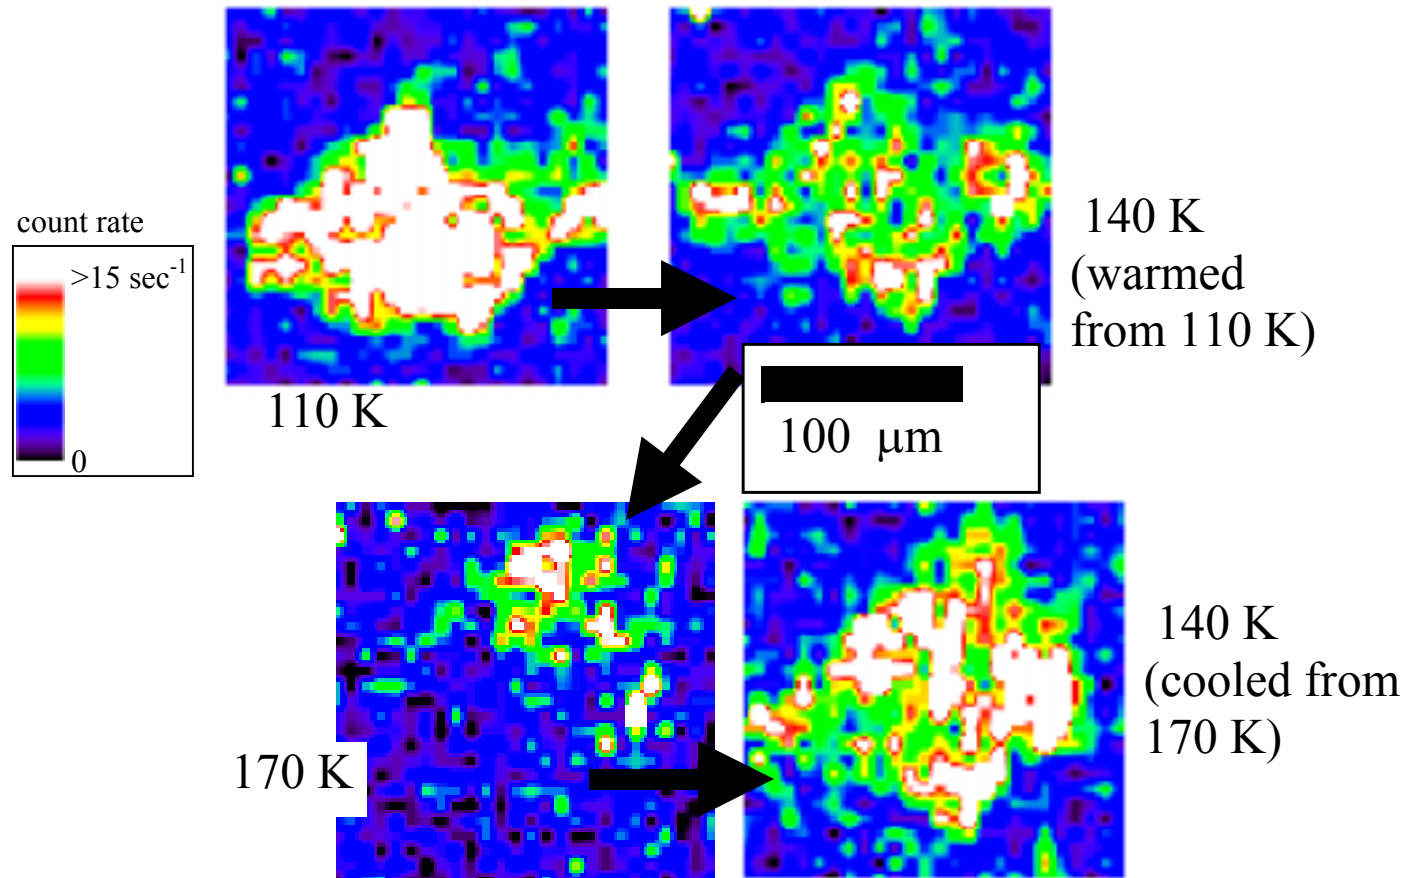 count rate
>15 sec-1
0
110 K
140 K
(warmed
from 110 K)
100 μm
170 K
140 K
(cooled from
170 K)